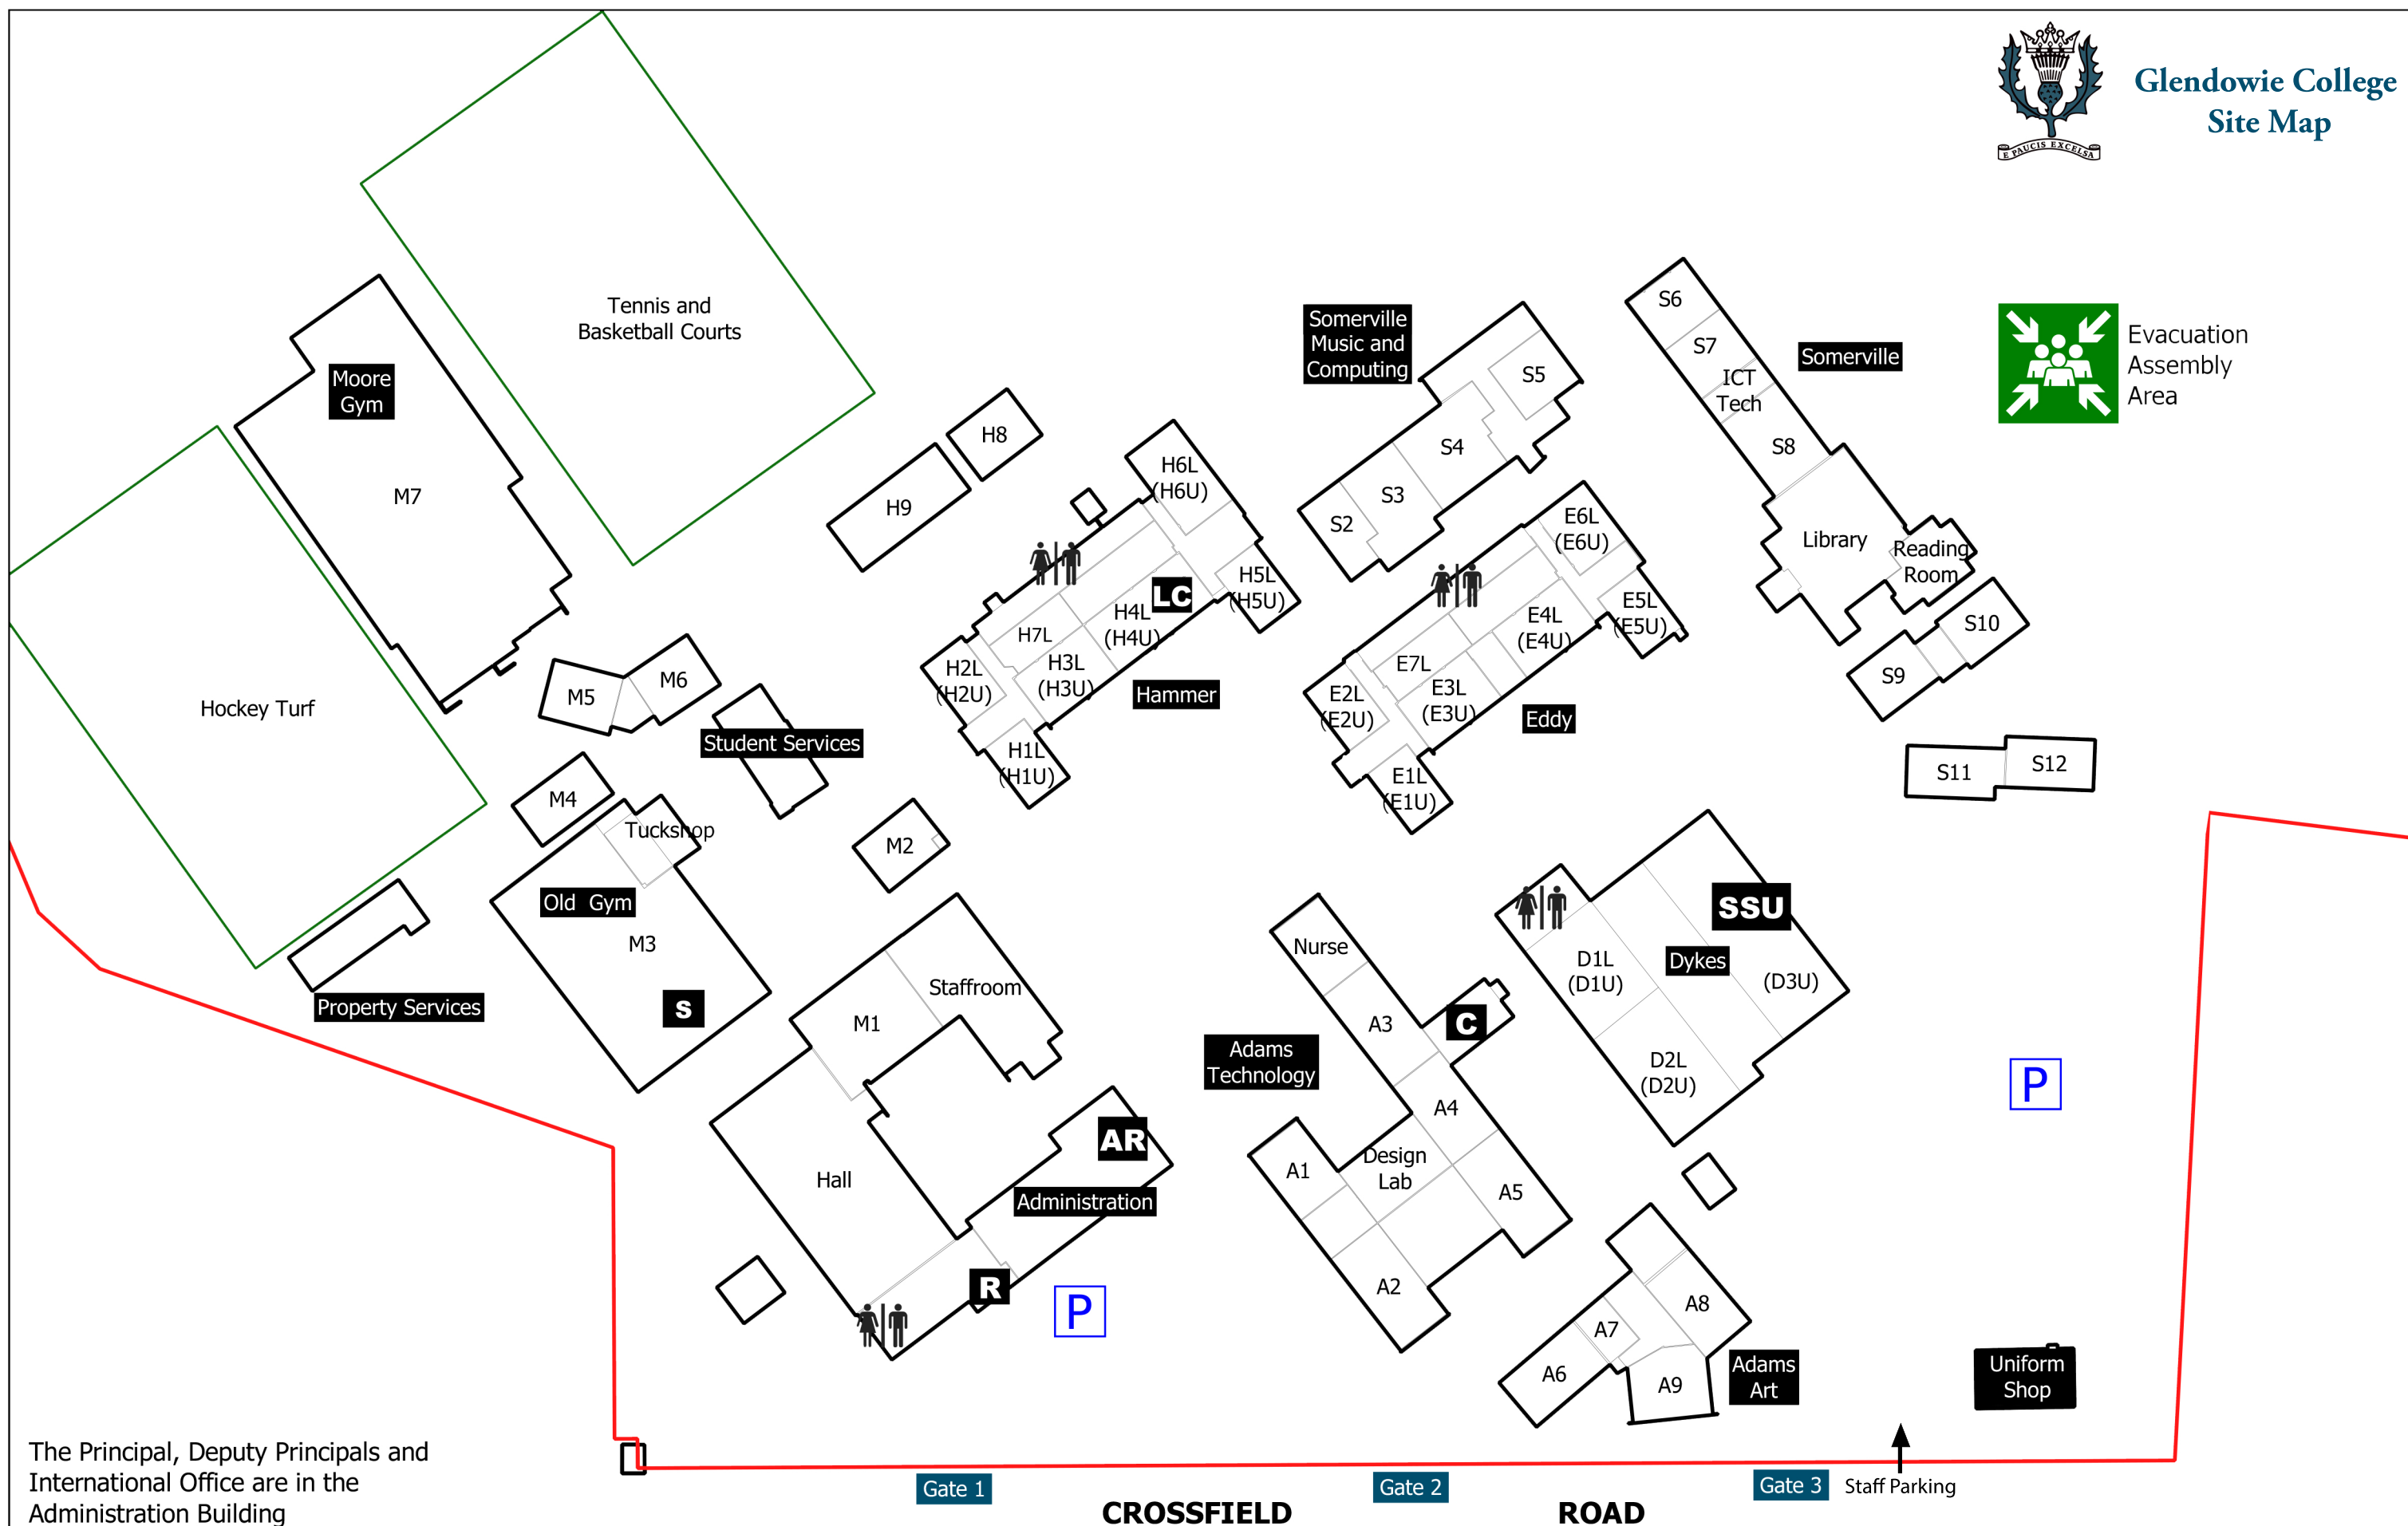 Glendowie College
Site Map
E PAUCIS EXCELSA
Tennis and
Basketball Courts
Moore
Gym
M7
Hockey Turf
H8
H9
H6L
(H6U)
H5L
(H5U)
LC
H4L
(H4U)
H7L
H3L
(H3U)
H2L
(H2U)
H1L
(H1U)
Hammer
Somerville
Music and
Computing
S5
S4
S3
S2
S6
S7
ICT
Tech
S8
Somerville
Evacuation
Assembly
Area
Library
Reading
Room
S10
S9
S11
S12
E6L
(E6U)
E5L
(E5U)
E4L
(E4U)
E7L
E3L
(E3U)
E2L
(E2U)
E1L
(E1U)
Eddy
M5
M6
Student Services
M4
Tuckshop
Old Gym
M3
S
Property Services
M2
Staffroom
M1
Hall
AR
Administration
R
P
Nurse
A3
C
Adams
Technology
A4
A1
Design
Lab
A5
A2
SSU
Dykes
D1L
(D1U)
(D3U)
D2L
(D2U)
P
A8
A7
A6
A9
Adams
Art
Uniform
Shop
The Principal, Deputy Principals and
International Office are in the
Administration Building
Gate 1
Gate 2
Gate 3
Staff Parking
CROSSFIELD ROAD